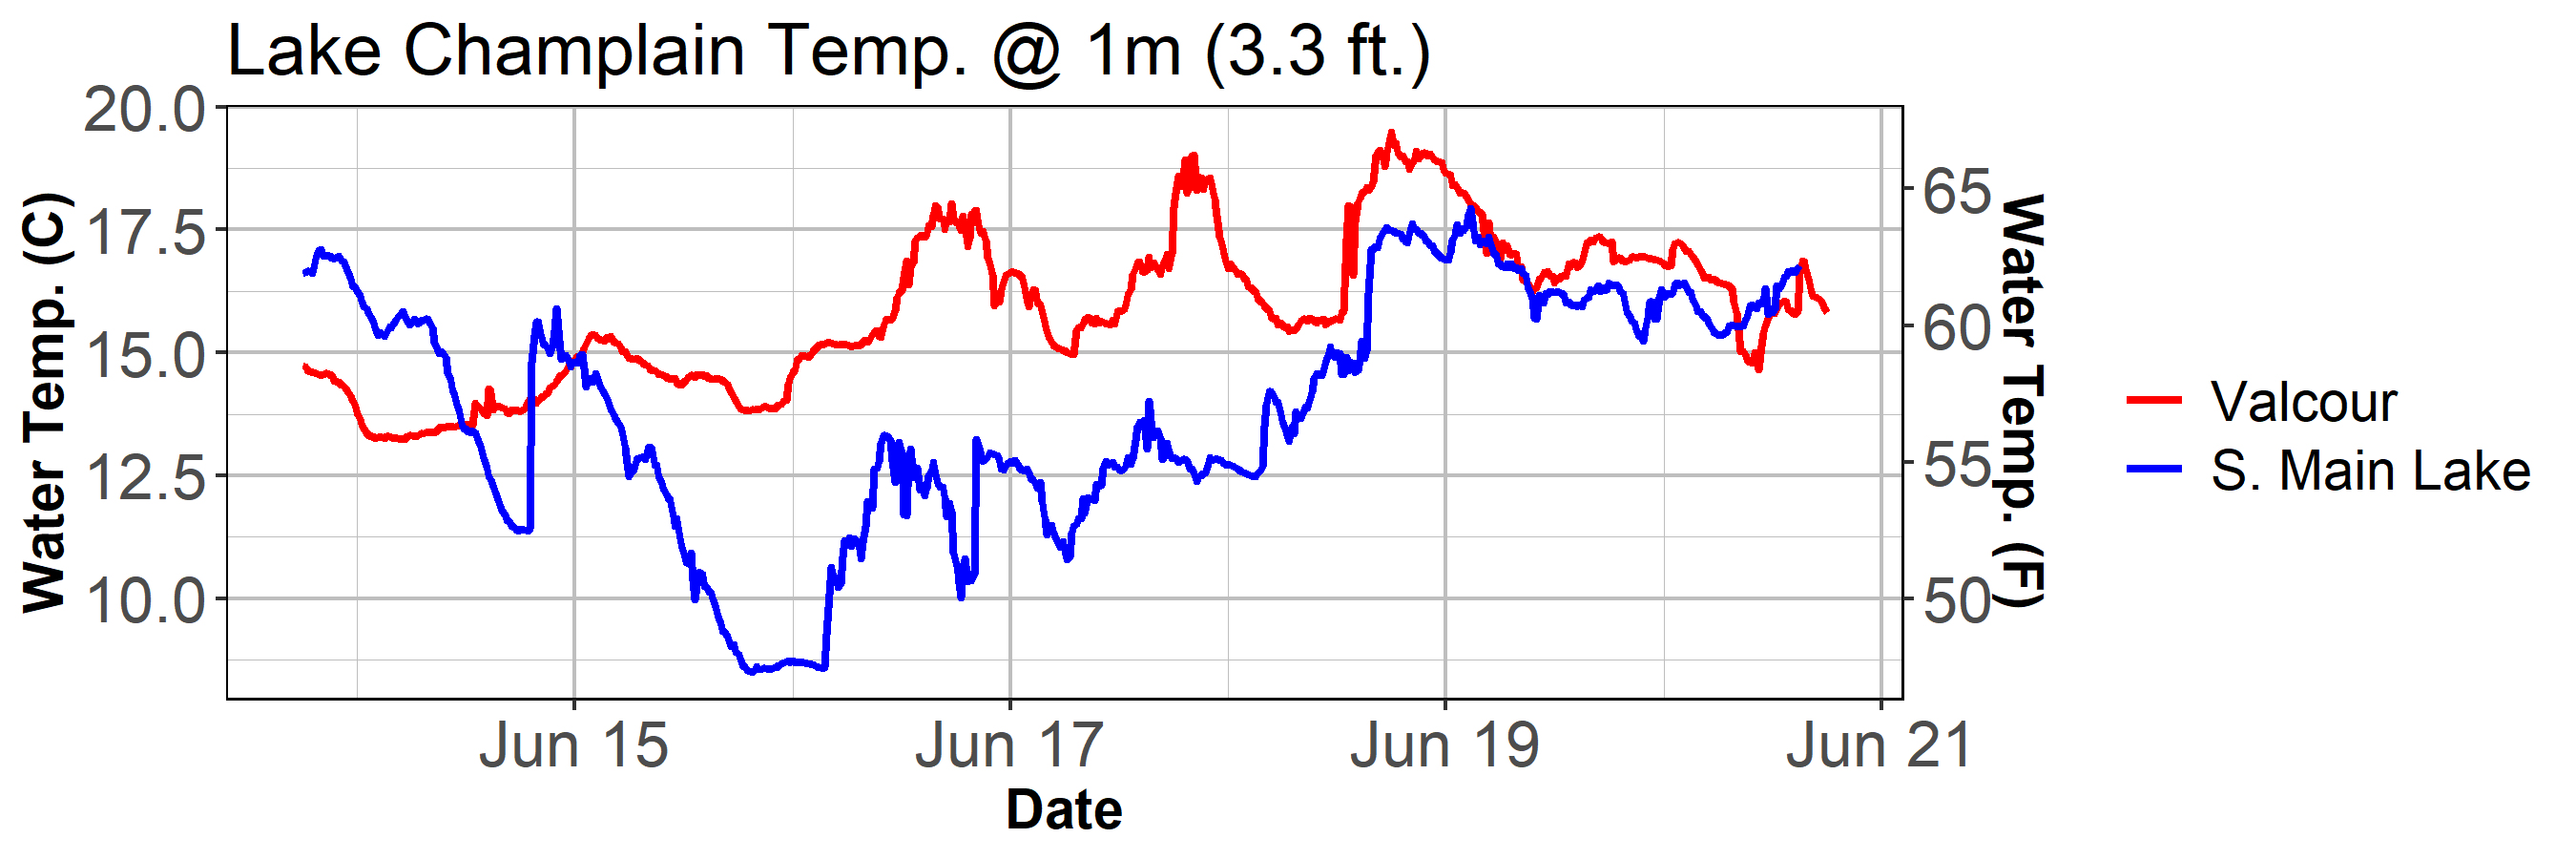 Lake Champlain Temp. @ 1m (3.3 ft.)
Water Temp. (C)
20.0
17.5
15.0
12.5
10.0
65
60
55
50
Water Temp. (F)
Jun 15
Jun 17
Jun 19
Jun 21
Date
Valcour
S. Main Lake